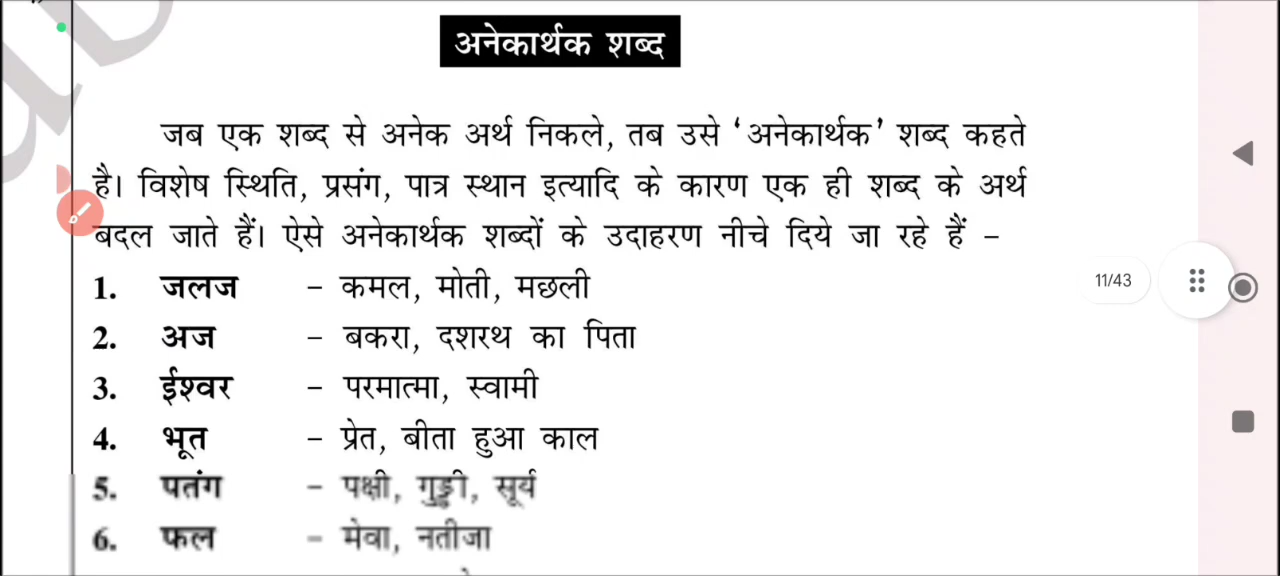 अनेकार्थक शब्द
जब एक शब्द से अनेक अर्थ निकले, तब उसे ‘अनेकार्थक’ शब्द कहते
है। विशेष स्थिति, प्रसंग, पात्र स्थान इत्यादि के कारण एक ही शब्द के अर्थ
बदल जाते हैं। ऐसे अनेकार्थक शब्दों के उदाहरण नीचे दिये जा रहे हैं –
1. जलज – कमल, मोती, मछली
2. अज – बकरा, दशरथ का पिता
3. ईश्वर – परमात्मा, स्वामी
4. भूत – प्रेत, बीता हुआ काल
5. पतंग – पक्षी, गुड्डी, सूर्य
6. फल – मेवा, नतीजा
11/43